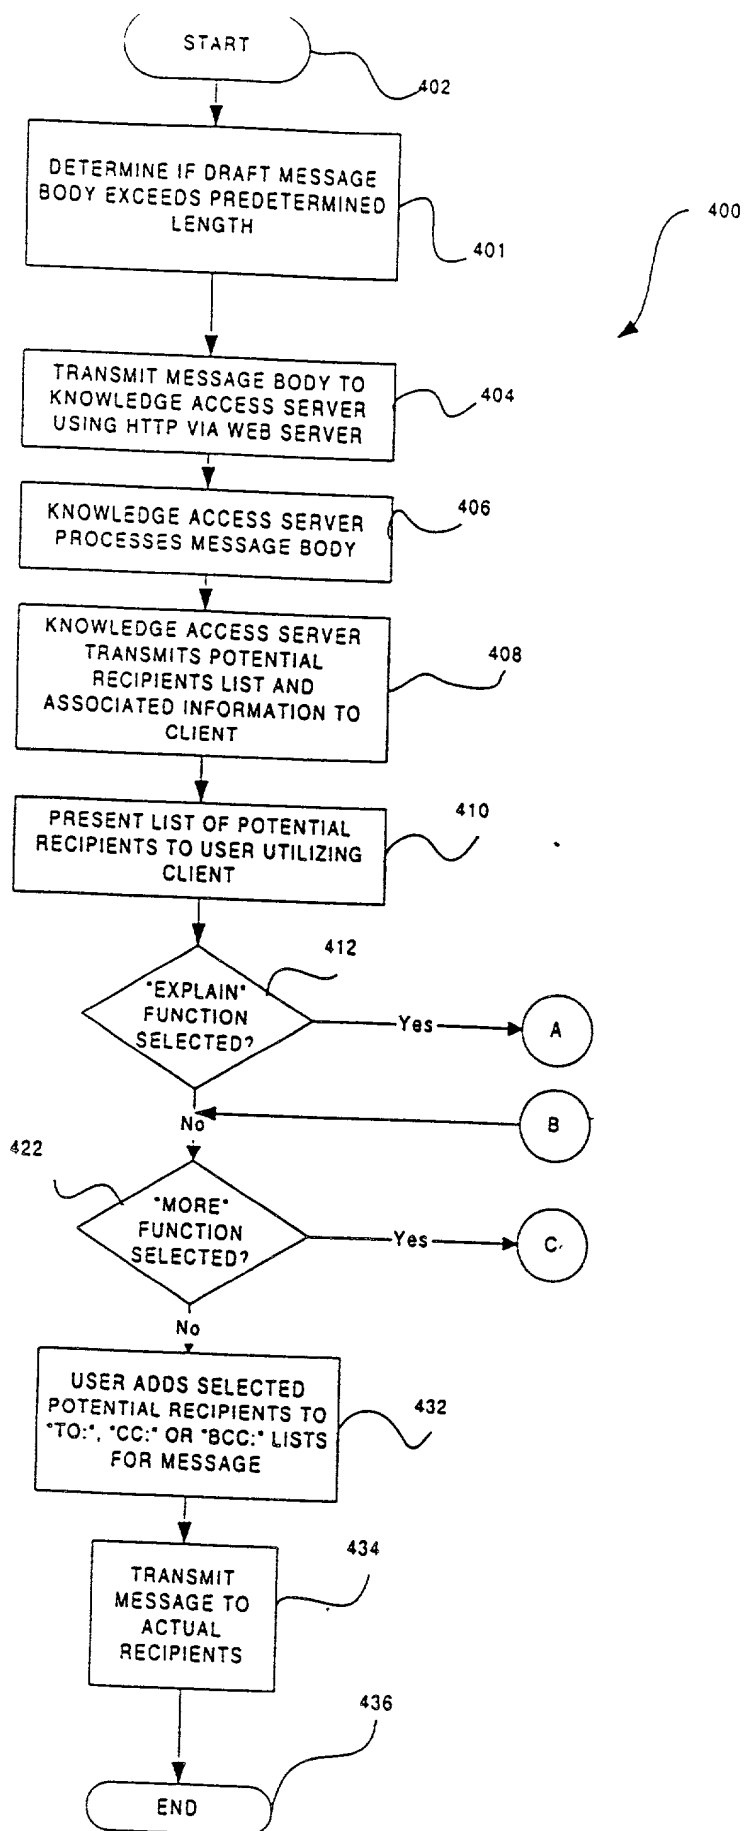 START
402
DETERMINE IF DRAFT MESSAGE
BODY EXCEEDS PREDETERMINED
LENGTH
401
400
TRANSMIT MESSAGE BODY TO
KNOWLEDGE ACCESS SERVER
USING HTTP VIA WEB SERVER
404
KNOWLEDGE ACCESS SERVER
PROCESSES MESSAGE BODY
406
KNOWLEDGE ACCESS SERVER
TRANSMITS POTENTIAL
RECIPIENTS LIST AND
ASSOCIATED INFORMATION TO
CLIENT
408
PRESENT LIST OF POTENTIAL
RECIPIENTS TO USER UTILIZING
CLIENT
410
412
"EXPLAIN"
FUNCTION
SELECTED?
Yes
A
No
B
422
"MORE"
FUNCTION
SELECTED?
Yes
C
No
USER ADDS SELECTED
POTENTIAL RECIPIENTS TO
"TO:", "CC:" OR "BCC:" LISTS
FOR MESSAGE
432
TRANSMIT
MESSAGE TO
ACTUAL
RECIPIENTS
434
436
END